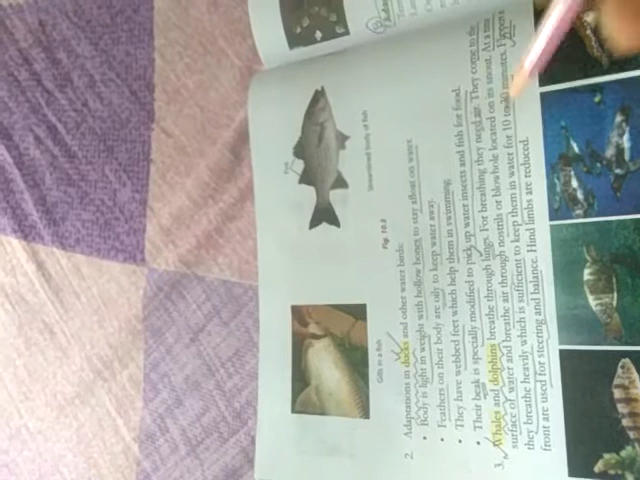 Gills in a fish
Streamlined body of fish
Fig. 10.3
2. Adaptations in ducks and other water birds:
• Body is light in weight with hollow bones to stay afloat on water
• Feathers on their body are oily to keep water away.
• They have webbed feet which help them in swimming.
• Their beak is specially modified to pick up water insects and fish for food.
3. Whales and dolphins breathe through lungs. For breathing they need air. They come to the
surface of water and breathe air through nostrils or blowhole located on its snout. At a time
they breathe heavily which is sufficient to keep them in water for 10 to 20 minutes. Flippers
front are used for steering and balance. Hind limbs are reduced.